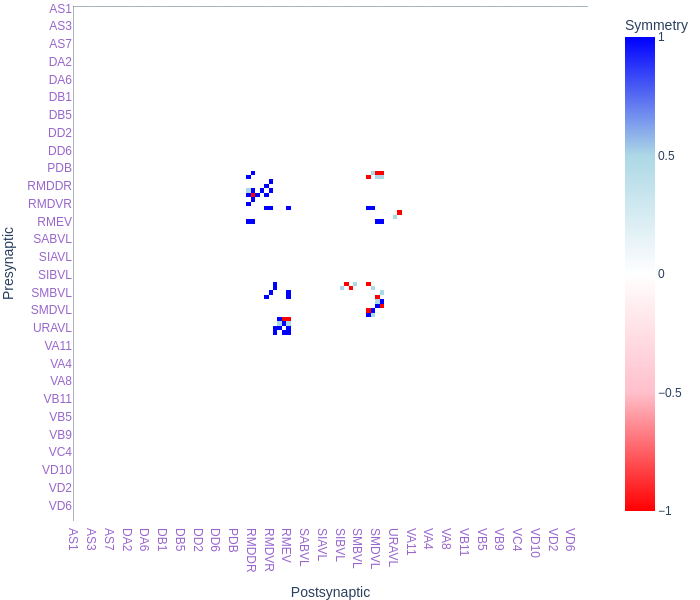 Symmetry
1
0.5
0
−0.5
−1
Presynaptic
AS1
AS3
AS7
DA2
DA6
DB1
DB5
DD2
DD6
PDB
RMDDR
RMDVR
RMEV
SABVL
SIAVL
SIBVL
SMBVL
SMDVL
URAVL
VA11
VA4
VA8
VB11
VB5
VB9
VC4
VD10
VD2
VD6
AS1
AS3
AS7
DA2
DA6
DB1
DB5
DD2
DD6
PDB
RMDDR
RMDVR
RMEV
SABVL
SIAVL
SIBVL
SMBVL
SMDVL
URAVL
VA11
VA4
VA8
VB11
VB5
VB9
VC4
VD10
VD2
VD6
Postsynaptic